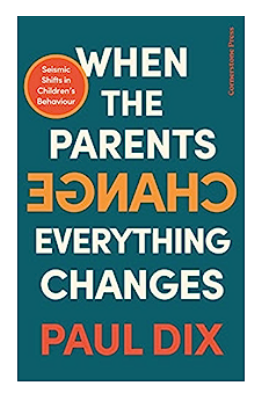 Seismic
Shifts in
Children's
Behaviour
WHEN
THE
PARENTS
CHANGE
EVERYTHING
CHANGES
PAUL DIX
Cornerstone Press